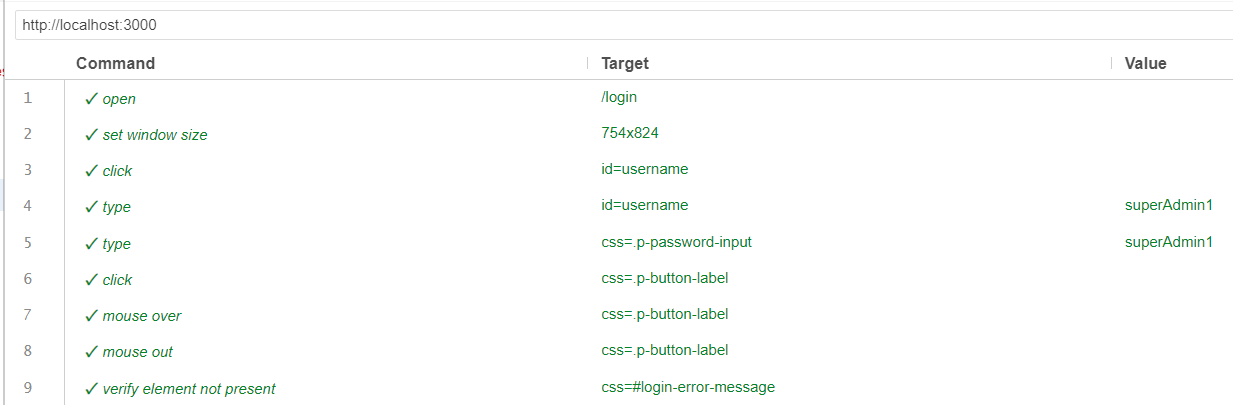 http://localhost:3000
Command Target Value
1 ✓ open /login
2 ✓ set window size 754x824
3 ✓ click id=username
4 ✓ type id=username superAdmin1
5 ✓ type css=.p-password-input superAdmin1
6 ✓ click css=.p-button-label
7 ✓ mouse over css=.p-button-label
8 ✓ mouse out css=.p-button-label
9 ✓ verify element not present css=#login-error-message